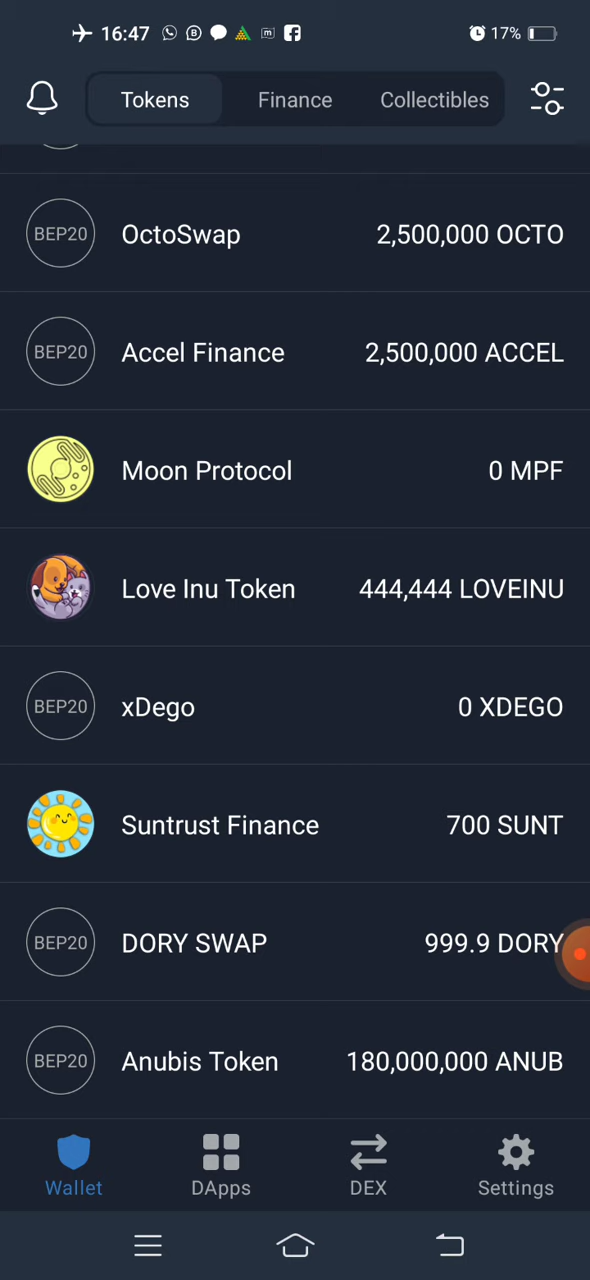 16:47
17%
Tokens Finance Collectibles
BEP20 OctoSwap 2,500,000 OCTO
BEP20 Accel Finance 2,500,000 ACCEL
Moon Protocol 0 MPF
Love Inu Token 444,444 LOVEINU
BEP20 xDego 0 XDEGO
Suntrust Finance 700 SUNT
BEP20 DORY SWAP 999.9 DORY
BEP20 Anubis Token 180,000,000 ANUB
Wallet DApps DEX Settings